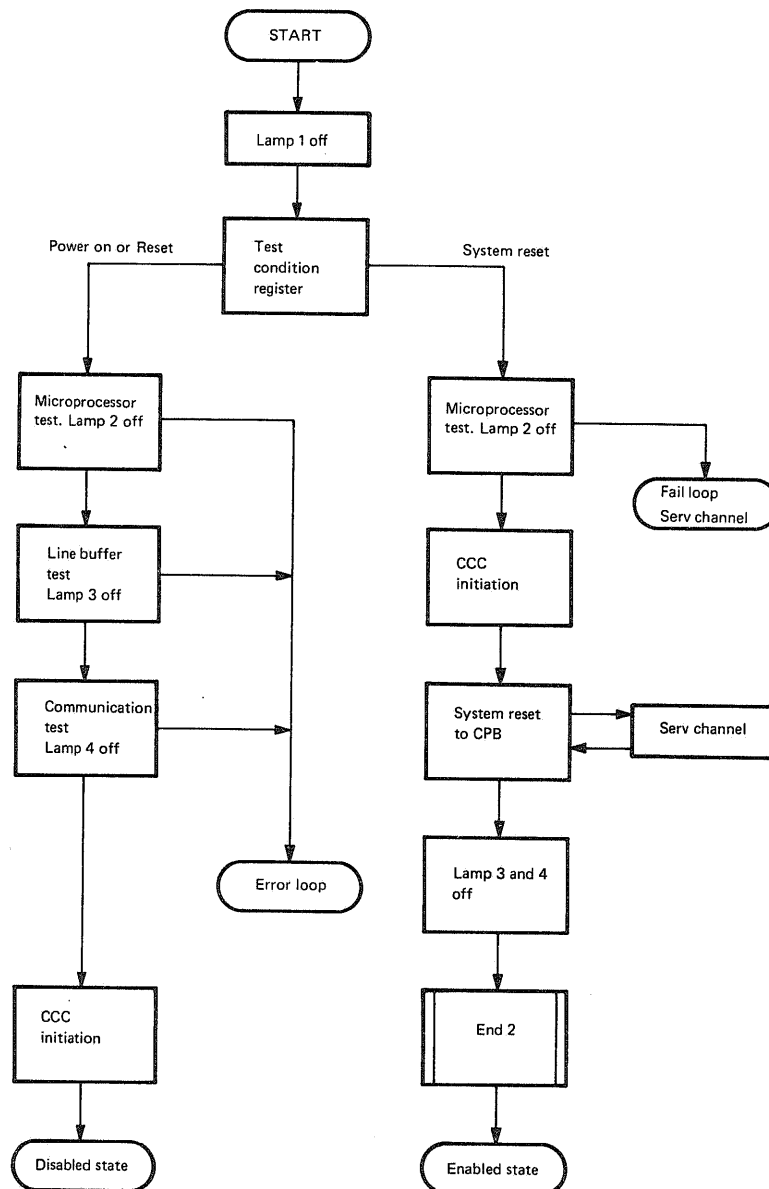 START
Lamp 1 off
Power on or Reset
Test
condition
register
System reset
Microprocessor
test. Lamp 2 off
Microprocessor
test. Lamp 2 off
Fail loop
Serv channel
Line buffer
test
Lamp 3 off
CCC
initiation
Communication
test
Lamp 4 off
System reset
to CPB
Serv channel
Error loop
Lamp 3 and 4
off
CCC
initiation
End 2
Disabled state
Enabled state